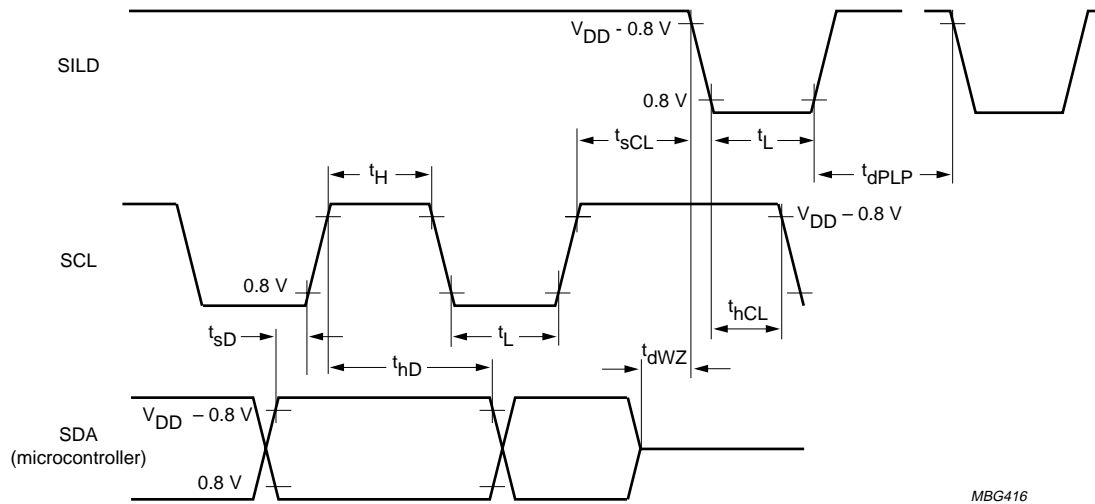 V_DD - 0.8 V
SILD
0.8 V
t_sCL
t_L
t_dPLP
t_H
V_DD – 0.8 V
SCL
0.8 V
t_hCL
t_sD
t_L
t_dWZ
t_hD
V_DD – 0.8 V
SDA
(microcontroller)
0.8 V
MBG416